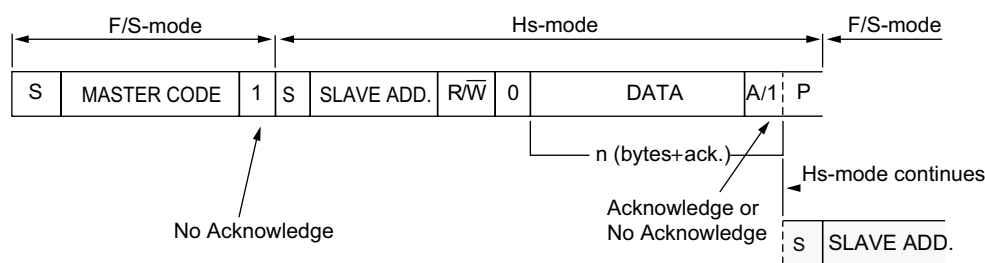 F/S-mode Hs-mode F/S-mode
S MASTER CODE 1 S SLAVE ADD. R/W̅ 0 DATA A/1 P
n (bytes+ack.)
Hs-mode continues
No Acknowledge
Acknowledge or
No Acknowledge
S SLAVE ADD.